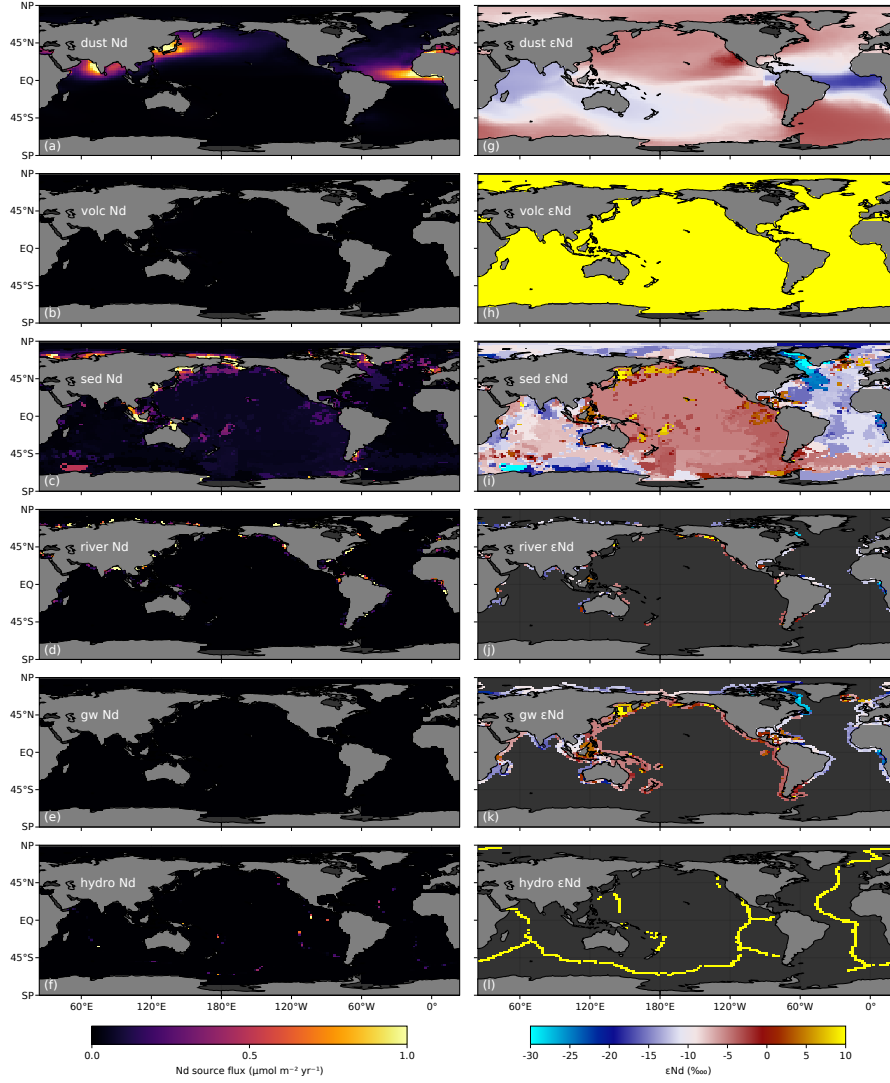 NP
45°N
EQ
45°S
SP
dust Nd
(a)
dust εNd
(g)
NP
45°N
EQ
45°S
SP
volc Nd
(b)
volc εNd
(h)
NP
45°N
EQ
45°S
SP
sed Nd
(c)
sed εNd
(i)
NP
45°N
EQ
45°S
SP
river Nd
(d)
river εNd
(j)
NP
45°N
EQ
45°S
SP
gw Nd
(e)
gw εNd
(k)
NP
45°N
EQ
45°S
SP
hydro Nd
(f)
hydro εNd
(l)
60°E 120°E 180°E 120°W 60°W 0° 60°E 120°E 180°E 120°W 60°W 0°
0.0 0.5 1.0 -30 -25 -20 -15 -10 -5 0 5 10
Nd source flux (μmol m⁻² yr⁻¹) εNd (‱)